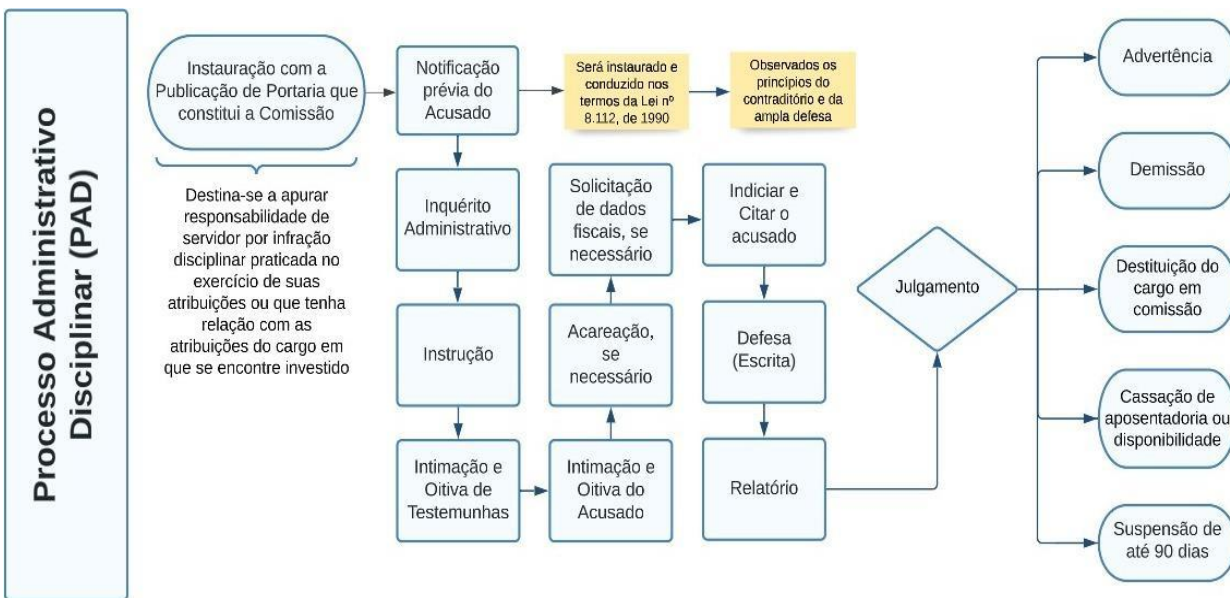 Processo Administrativo
Disciplinar (PAD)
Instauração com a
Publicação de Portaria que
constitui a Comissão
Destina-se a apurar
responsabilidade de
servidor por infração
disciplinar praticada no
exercício de suas
atribuições ou que tenha
relação com as
atribuições do cargo em
que se encontre investido
Notificação
prévia do
Acusado
Será instaurado e
conduzido nos
termos da Lei nº
8.112, de 1990
Observados os
princípios do
contraditório e da
ampla defesa
Inquérito
Administrativo
Instrução
Intimação e
Oitiva de
Testemunhas
Intimação e
Oitiva do
Acusado
Acareação,
se
necessário
Solicitação
de dados
fiscais, se
necessário
Indiciar e
Citar o
acusado
Defesa
(Escrita)
Relatório
Julgamento
Advertência
Demissão
Destituição do
cargo em
comissão
Cassação de
aposentadoria ou
disponibilidade
Suspensão de
até 90 dias